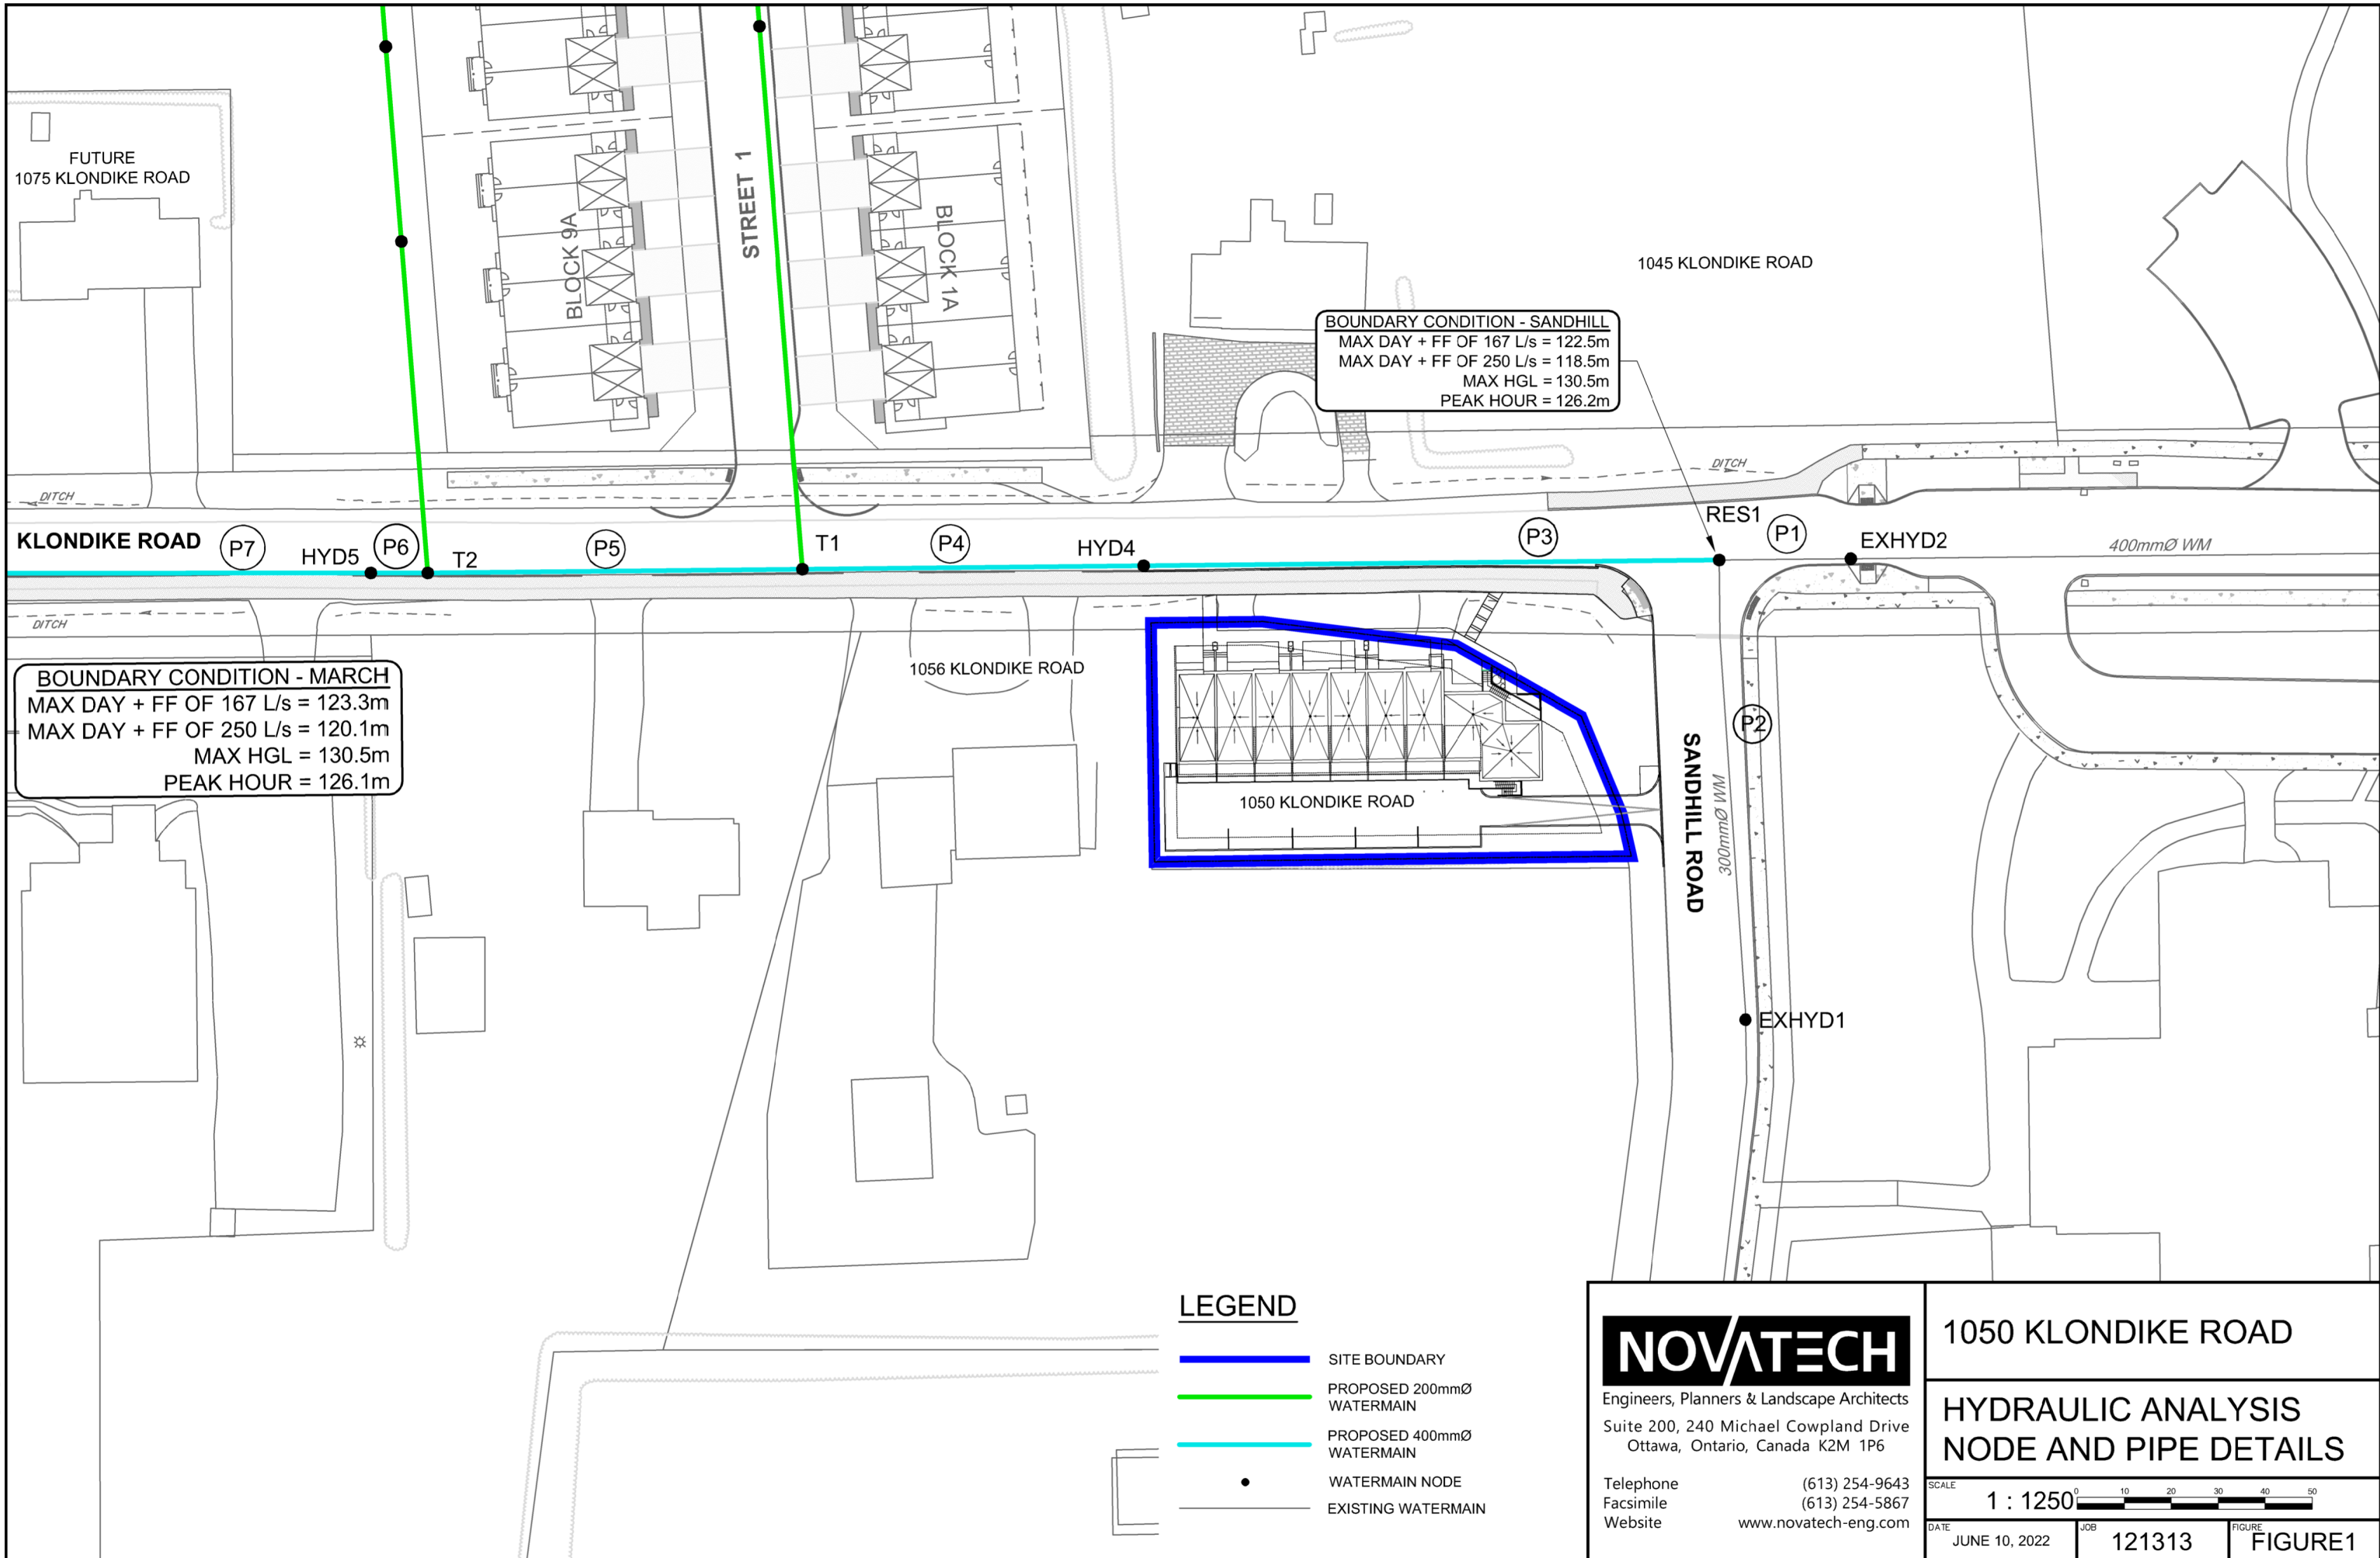 FUTURE
1075 KLONDIKE ROAD
BLOCK 9A
STREET 1
BLOCK 1A
1045 KLONDIKE ROAD
BOUNDARY CONDITION - SANDHILL
MAX DAY + FF OF 167 L/s = 122.5m
MAX DAY + FF OF 250 L/s = 118.5m
MAX HGL = 130.5m
PEAK HOUR = 126.2m
DITCH
DITCH
KLONDIKE ROAD
P7
HYD5
P6
T2
P5
T1
P4
HYD4
P3
RES1
P1
EXHYD2
400mmØ WM
DITCH
BOUNDARY CONDITION - MARCH
MAX DAY + FF OF 167 L/s = 123.3m
MAX DAY + FF OF 250 L/s = 120.1m
MAX HGL = 130.5m
PEAK HOUR = 126.1m
1056 KLONDIKE ROAD
1050 KLONDIKE ROAD
SANDHILL ROAD
300mmØ WM
P2
EXHYD1
LEGEND
SITE BOUNDARY
PROPOSED 200mmØ
WATERMAIN
PROPOSED 400mmØ
WATERMAIN
WATERMAIN NODE
EXISTING WATERMAIN
NOVATECH
Engineers, Planners & Landscape Architects
Suite 200, 240 Michael Cowpland Drive
Ottawa, Ontario, Canada K2M 1P6
Telephone (613) 254-9643
Facsimile (613) 254-5867
Website www.novatech-eng.com
1050 KLONDIKE ROAD
HYDRAULIC ANALYSIS
NODE AND PIPE DETAILS
SCALE
1 : 1250
0 10 20 30 40 50
DATE
JUNE 10, 2022
JOB
121313
FIGURE
FIGURE1